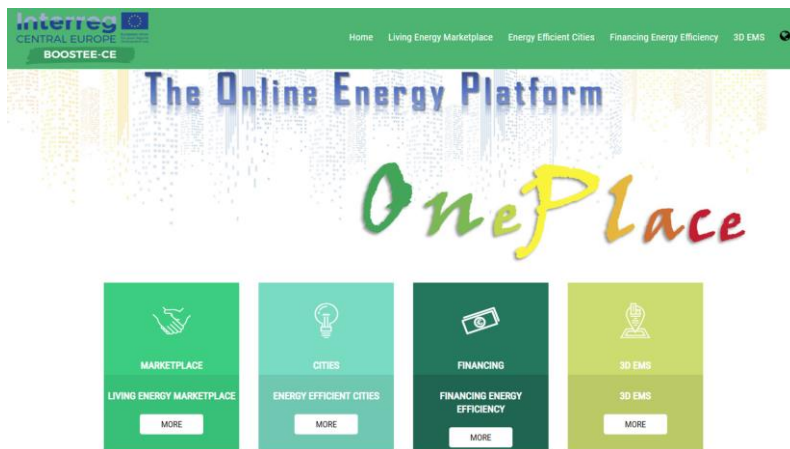 Interreg
CENTRAL EUROPE
BOOSTEE-CE
Home Living Energy Marketplace Energy Efficient Cities Financing Energy Efficiency 3D EMS
The Online Energy Platform
OnePlace
MARKETPLACE
LIVING ENERGY MARKETPLACE
MORE
CITIES
ENERGY EFFICIENT CITIES
MORE
FINANCING
FINANCING ENERGY
EFFICIENCY
MORE
3D EMS
3D EMS
MORE